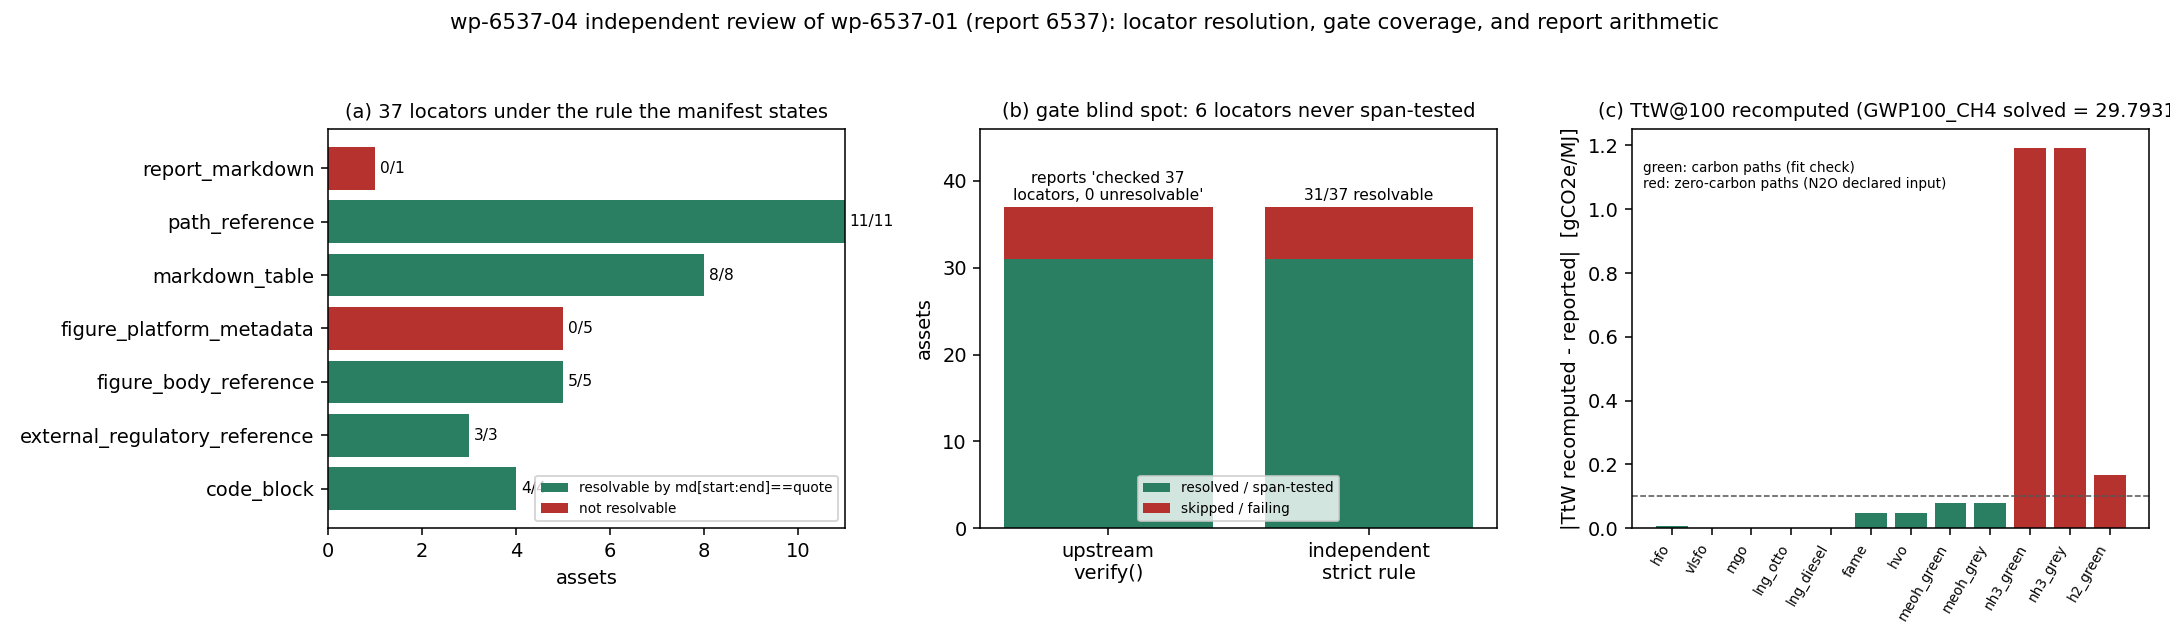 wp-6537-04 independent review of wp-6537-01 (report 6537): locator resolution, gate coverage, and report arithmetic
(a) 37 locators under the rule the manifest states
report_markdown
0/1
path_reference
11/11
markdown_table
8/8
figure_platform_metadata
0/5
figure_body_reference
5/5
external_regulatory_reference
3/3
code_block
4/
resolvable by md[start:end]==quote
not resolvable
0 2 4 6 8 10
assets
(b) gate blind spot: 6 locators never span-tested
reports 'checked 37
locators, 0 unresolvable'
31/37 resolvable
40
30
20
10
0
assets
resolved / span-tested
skipped / failing
upstream
verify()
independent
strict rule
(c) TtW@100 recomputed (GWP100_CH4 solved = 29.7931
|TtW recomputed - reported| [gCO2e/MJ]
1.2
1.0
0.8
0.6
0.4
0.2
0.0
green: carbon paths (fit check)
red: zero-carbon paths (N2O declared input)
hfo
vlsfo
mgo
lng_otto
lng_diesel
fame
hvo
meoh_green
meoh_grey
nh3_green
nh3_grey
h2_green